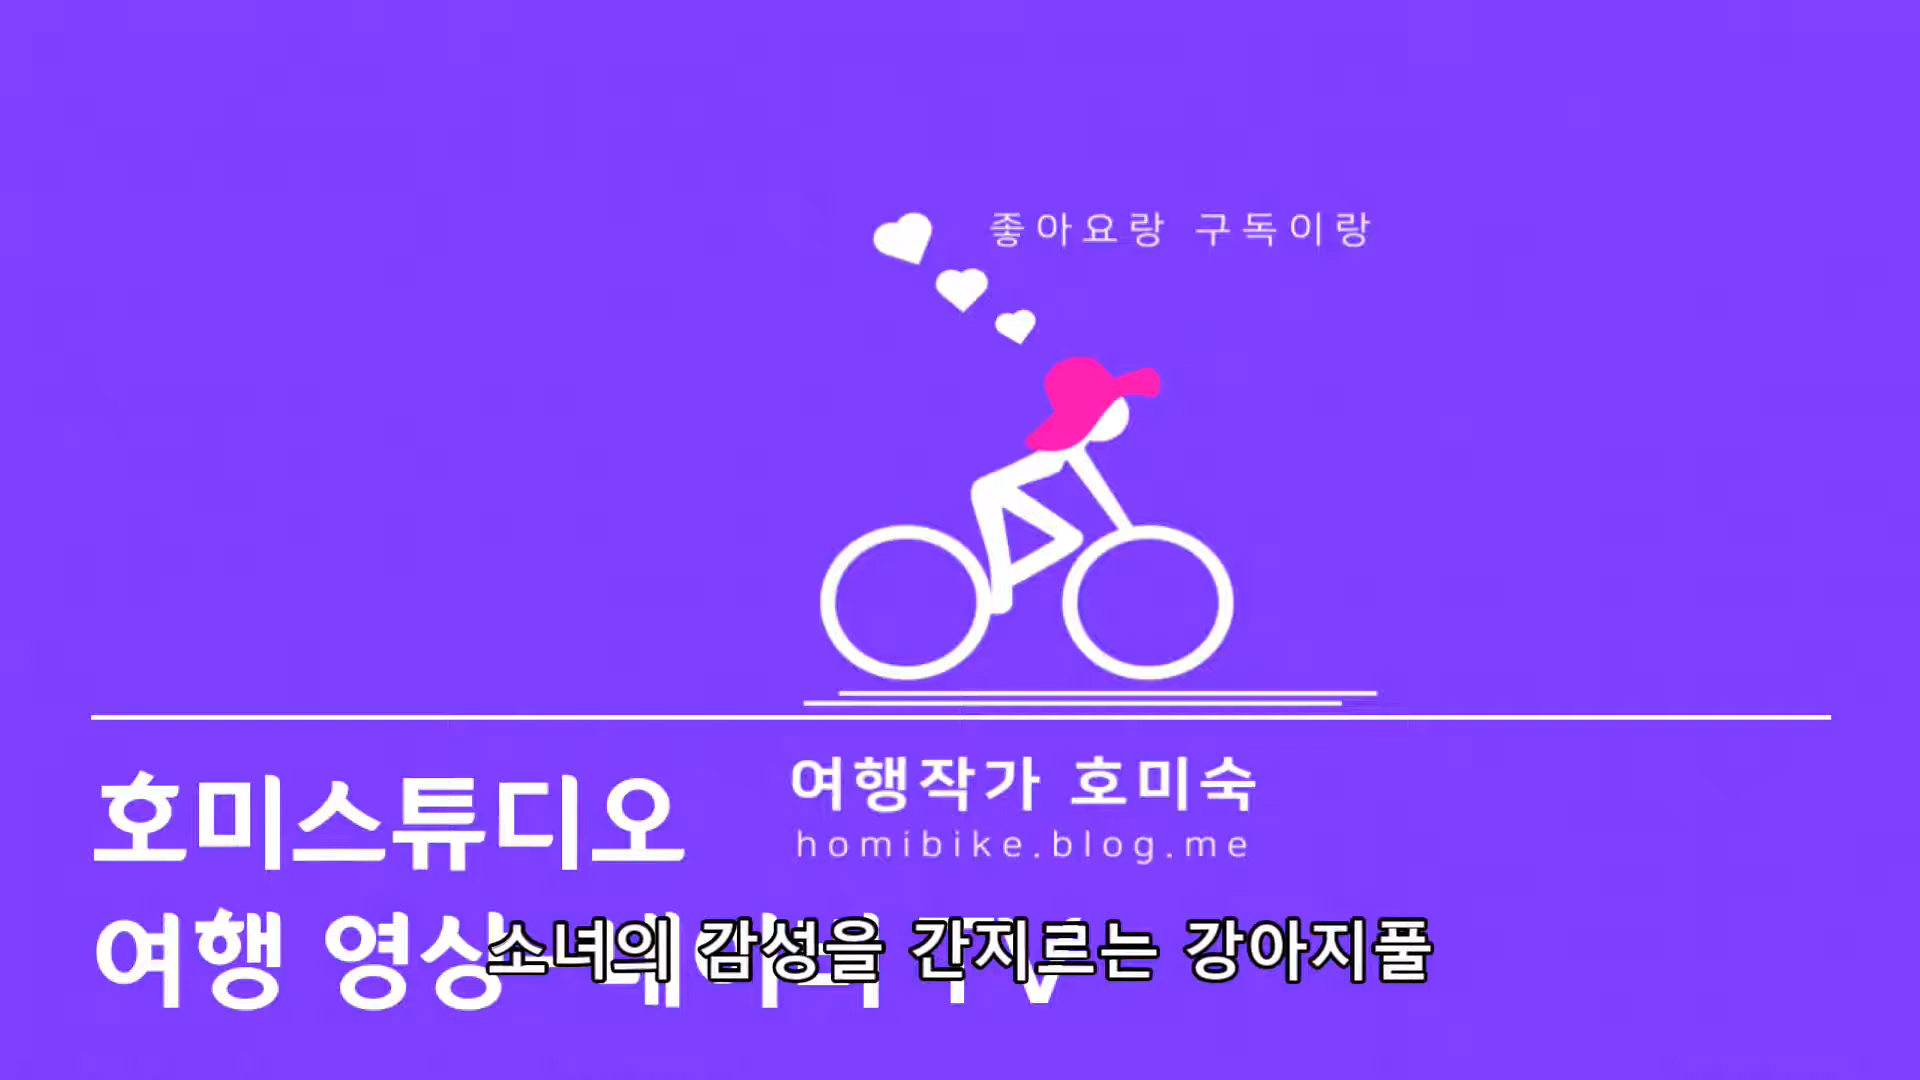 좋아요랑 구독이랑
호미스튜디오
여행작가 호미숙
homibike.blog.me
여행 영상 TV
소녀의 감성을 간지르는 강아지풀